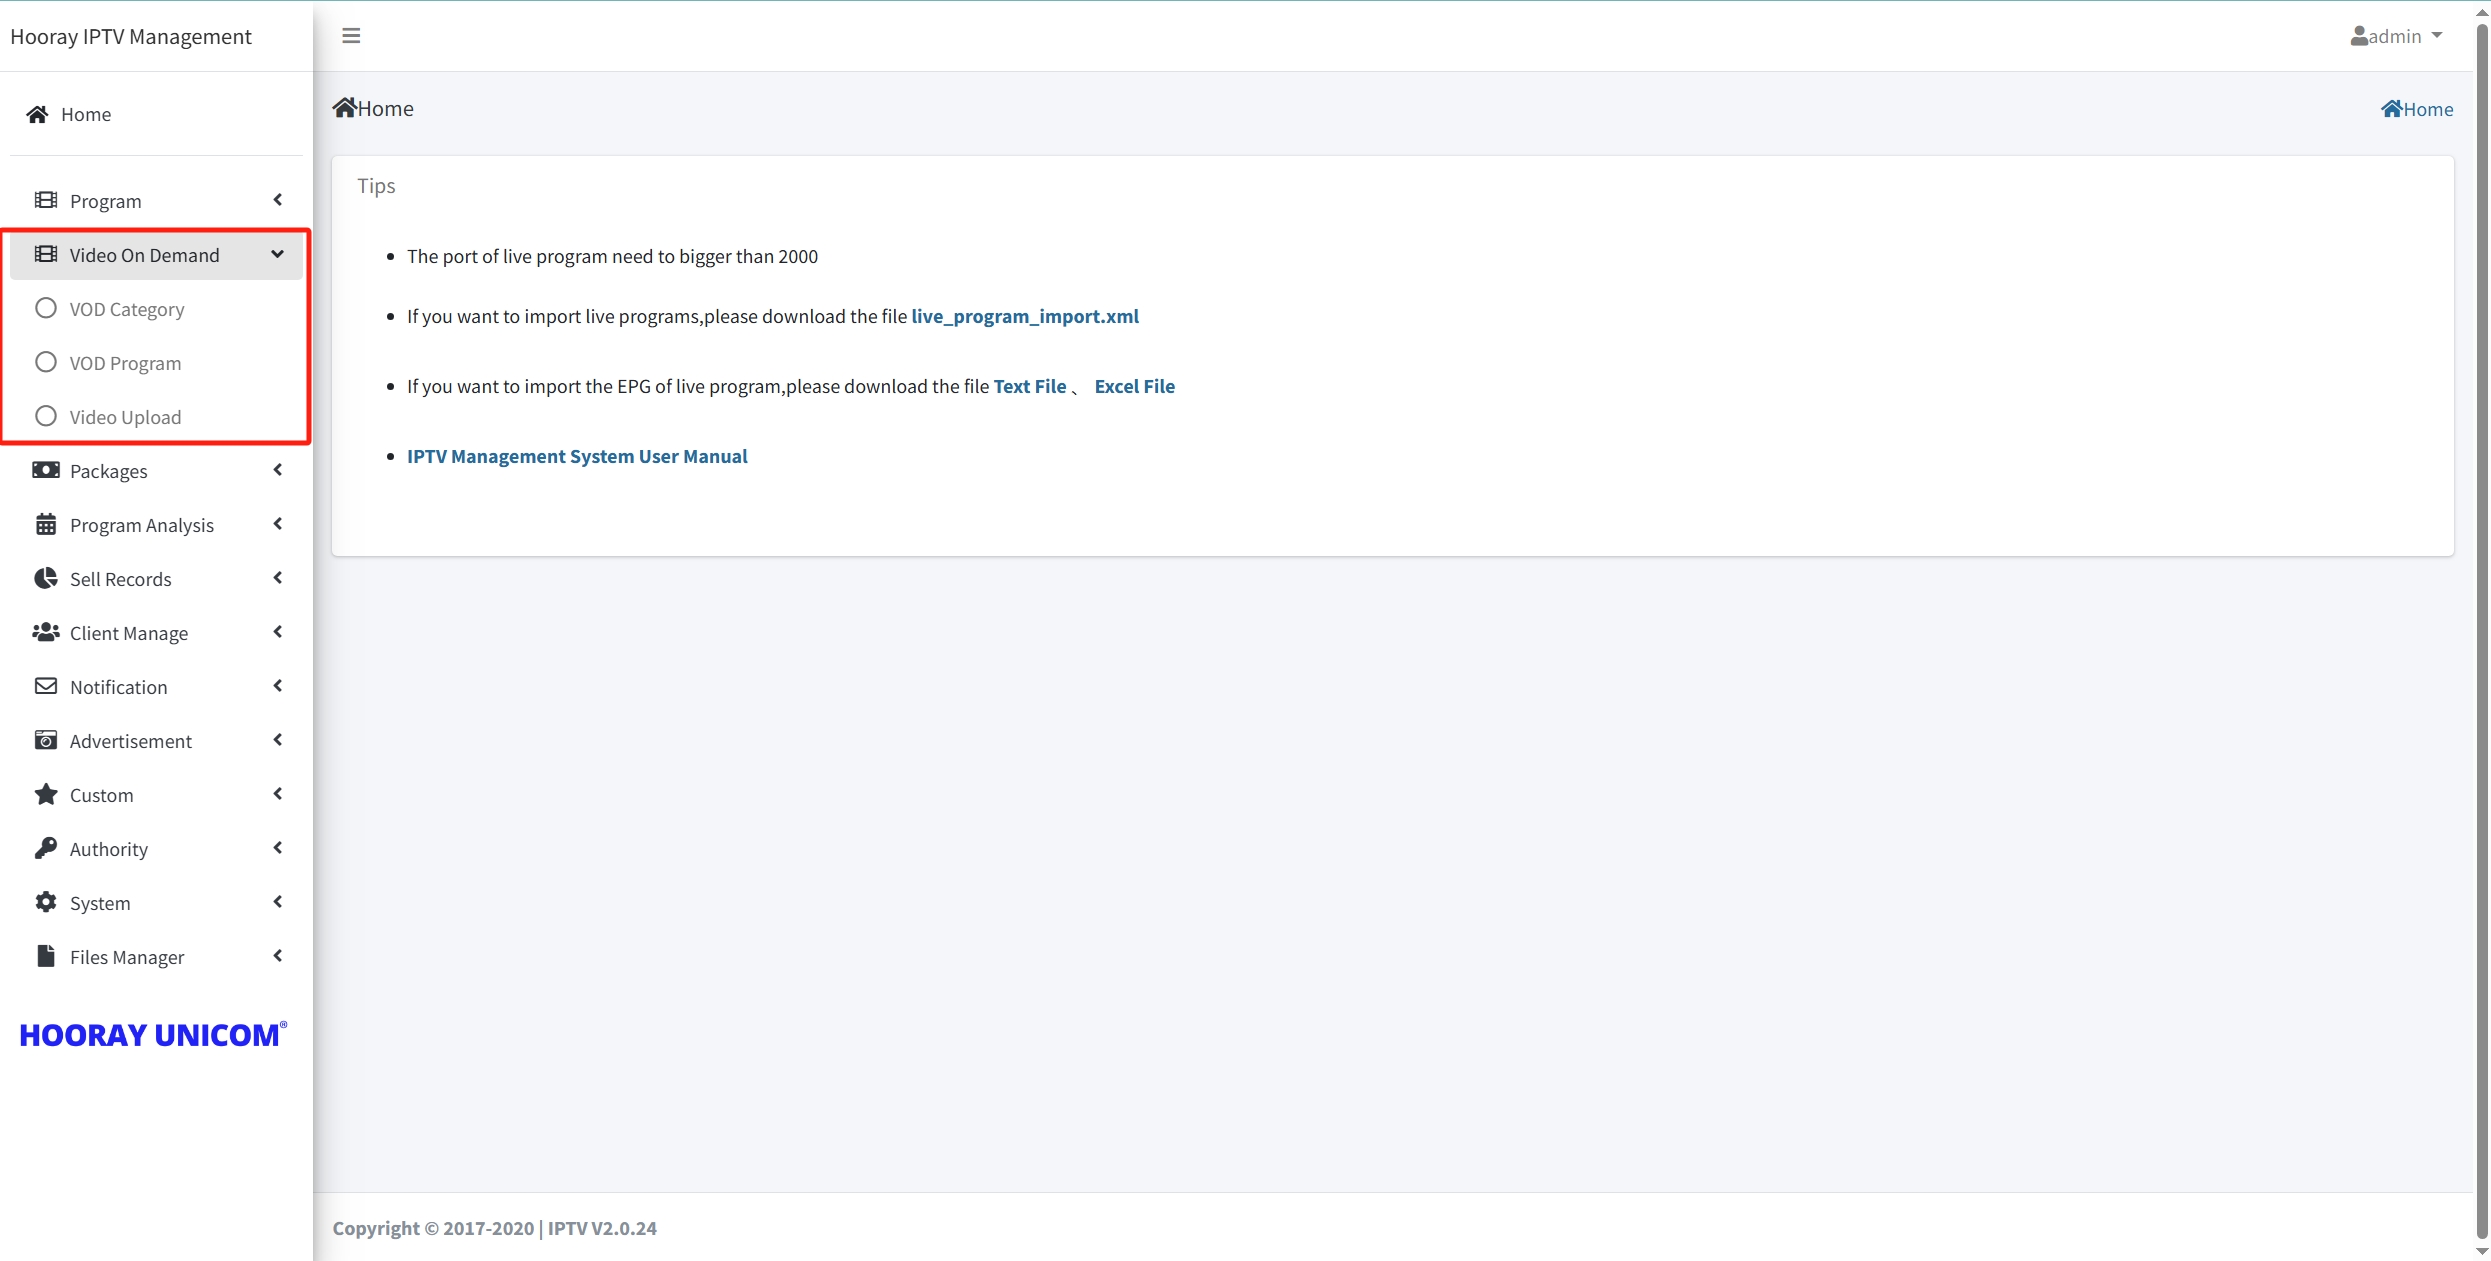 Hooray IPTV Management
admin
Home
Home
Home
Program
Video On Demand
VOD Category
VOD Program
Video Upload
Packages
Program Analysis
Sell Records
Client Manage
Notification
Advertisement
Custom
Authority
System
Files Manager
HOORAY UNICOM®
Tips
The port of live program need to bigger than 2000
If you want to import live programs,please download the file live_program_import.xml
If you want to import the EPG of live program,please download the file Text File 、 Excel File
IPTV Management System User Manual
Copyright © 2017-2020 | IPTV V2.0.24